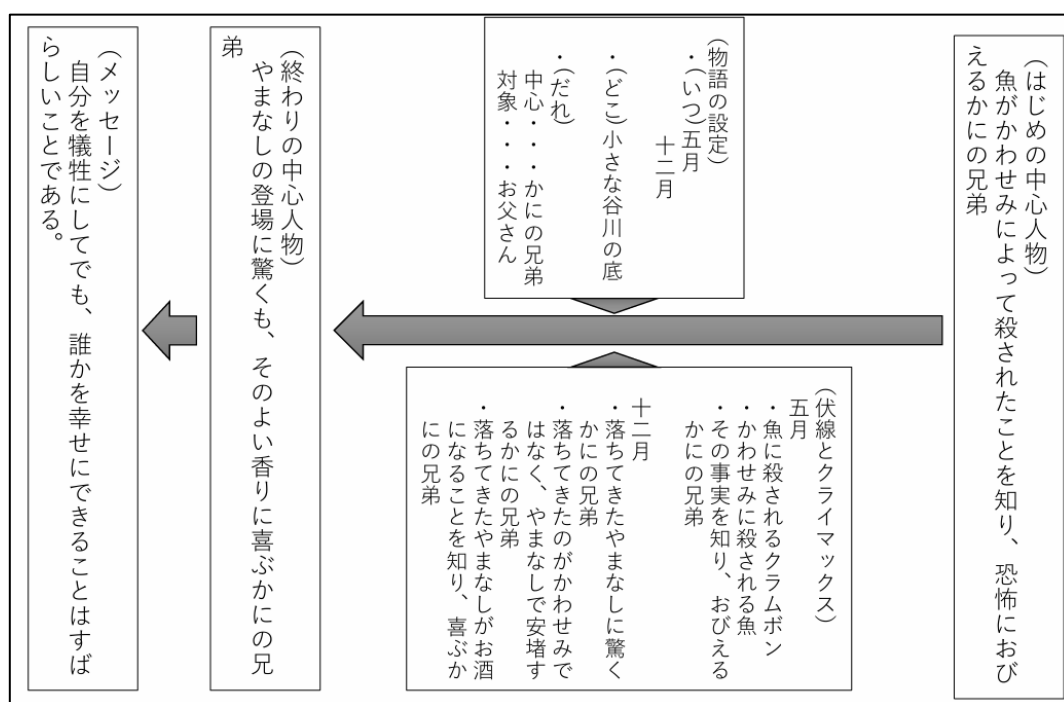 (はじめの中心人物)
魚がかわせみによって殺されたことを知り、恐怖におび
えるかにの兄弟
(物語の設定)
・(いつ)五月
十二月
・(どこ)小さな谷川の底
・(だれ)
中心・・・かにの兄弟
対象・・・お父さん
(伏線とクライマックス)
五月
・魚に殺されるクラムボン
・かわせみに殺される魚
・その事実を知り、おびえる
かにの兄弟
十二月
・落ちてきたやまなしに驚く
かにの兄弟
・落ちてきたのがかわせみで
はなく、やまなしで安堵す
るかにの兄弟
・落ちてきたやまなしがお酒
になることを知り、喜ぶか
にの兄弟
(終わりの中心人物)
やまなしの登場に驚くも、そのよい香りに喜ぶかにの兄
弟
(メッセージ)
自分を犠牲にしてでも、誰かを幸せにできることはすば
らしいことである。